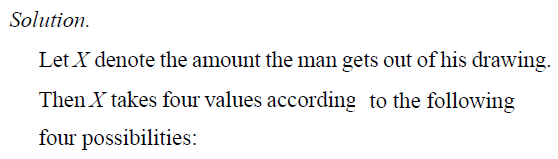 Solution.
Let X denote the amount the man gets out of his drawing.
Then X takes four values according to the following
four possibilities: